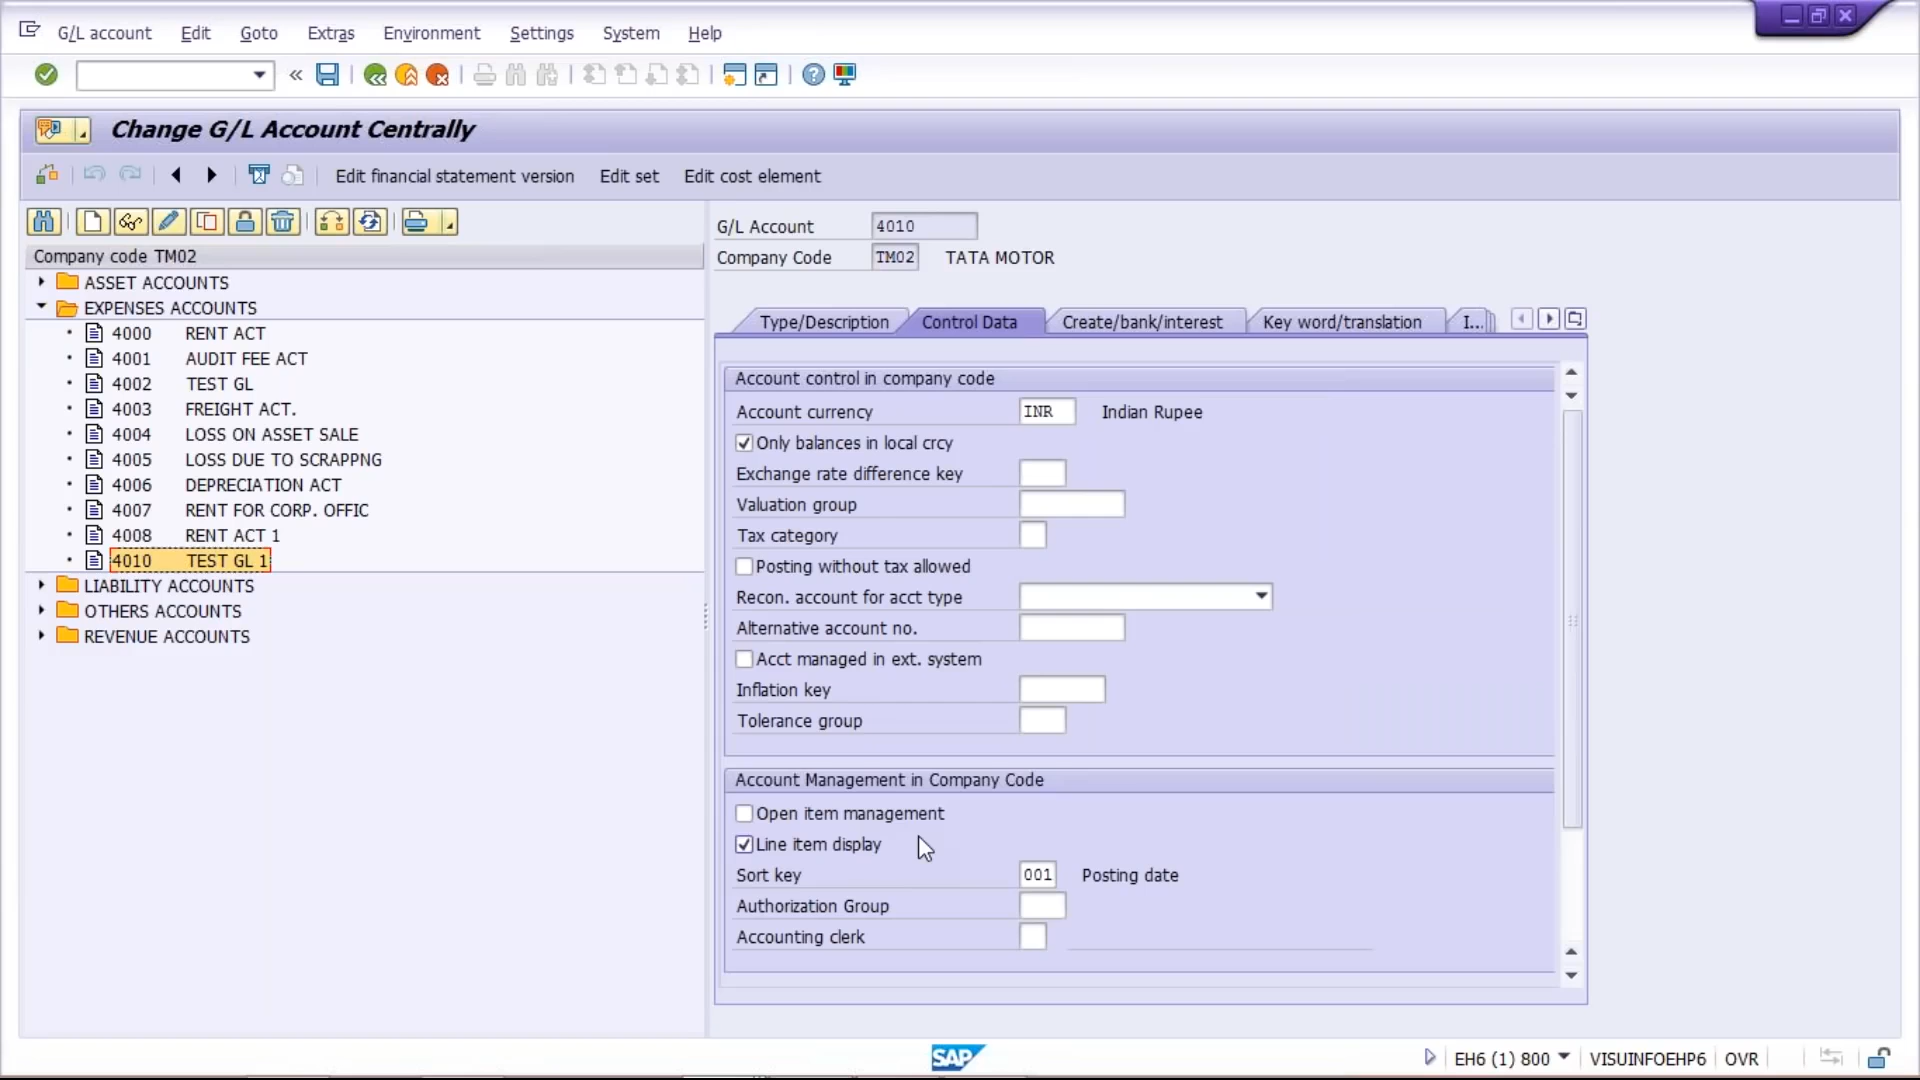 G/L account Edit Goto Extras Environment Settings System Help
Change G/L Account Centrally
Edit financial statement version Edit set Edit cost element
Company code TM02
ASSET ACCOUNTS
EXPENSES ACCOUNTS
4000 RENT ACT
4001 AUDIT FEE ACT
4002 TEST GL
4003 FREIGHT ACT.
4004 LOSS ON ASSET SALE
4005 LOSS DUE TO SCRAPPNG
4006 DEPRECIATION ACT
4007 RENT FOR CORP. OFFIC
4008 RENT ACT 1
4010 TEST GL 1
LIABILITY ACCOUNTS
OTHERS ACCOUNTS
REVENUE ACCOUNTS
G/L Account 4010
Company Code TM02 TATA MOTOR
Type/Description Control Data Create/bank/interest Key word/translation I...
Account control in company code
Account currency INR Indian Rupee
Only balances in local crcy
Exchange rate difference key
Valuation group
Tax category
Posting without tax allowed
Recon. account for acct type
Alternative account no.
Acct managed in ext. system
Inflation key
Tolerance group
Account Management in Company Code
Open item management
Line item display
Sort key 001 Posting date
Authorization Group
Accounting clerk
SAP
EH6 (1) 800 VISUINFOEHP6 OVR